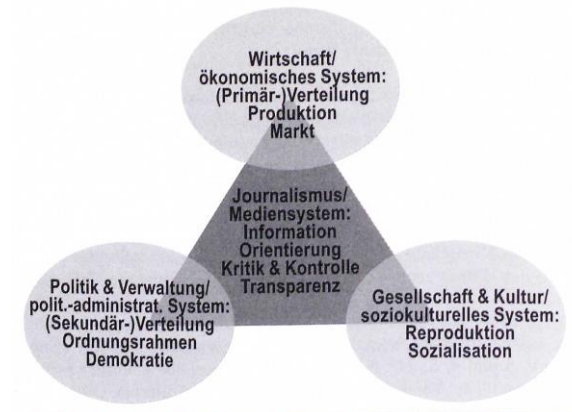 Wirtschaft/
ökonomisches System:
(Primär-)Verteilung
Produktion
Markt
Journalismus/
Mediensystem:
Information
Orientierung
Kritik & Kontrolle
Transparenz
Politik & Verwaltung/
polit.-administrat. System:
(Sekundär-)Verteilung
Ordnungsrahmen
Demokratie
Gesellschaft & Kultur/
soziokulturelles System:
Reproduktion
Sozialisation